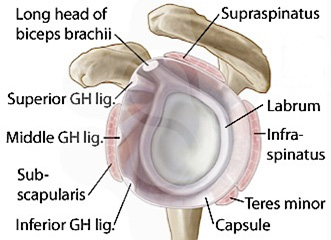 Long head of
biceps brachii
Supraspinatus
Superior GH lig.
Labrum
Middle GH lig.
Infra-
spinatus
Sub-
scapularis
Teres minor
Inferior GH lig.
Capsule